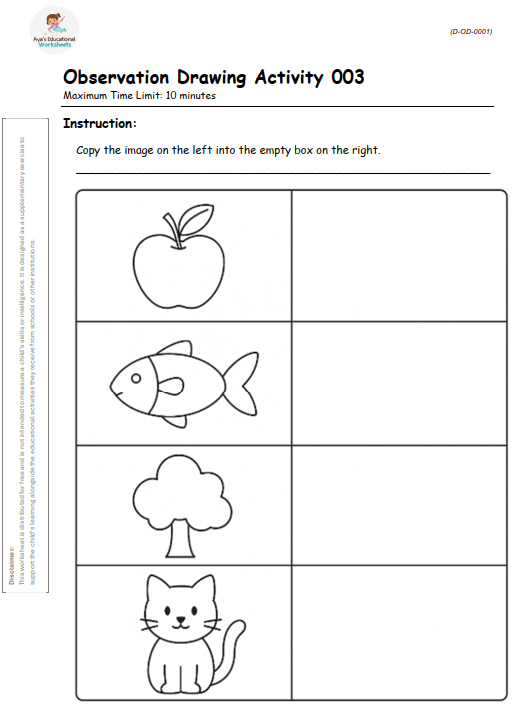 Aya's Educational
Worksheets
(D-OD-0001)
Observation Drawing Activity 003
Maximum Time Limit: 10 minutes
Instruction:
Copy the image on the left into the empty box on the right.
Disclaimer:
This worksheet is distributed for free and is not intended to measure a child's skills or intelligence. It is designed as a supplementary exercise to
support the child's learning alongside the educational activities they receive from schools or other institutions.